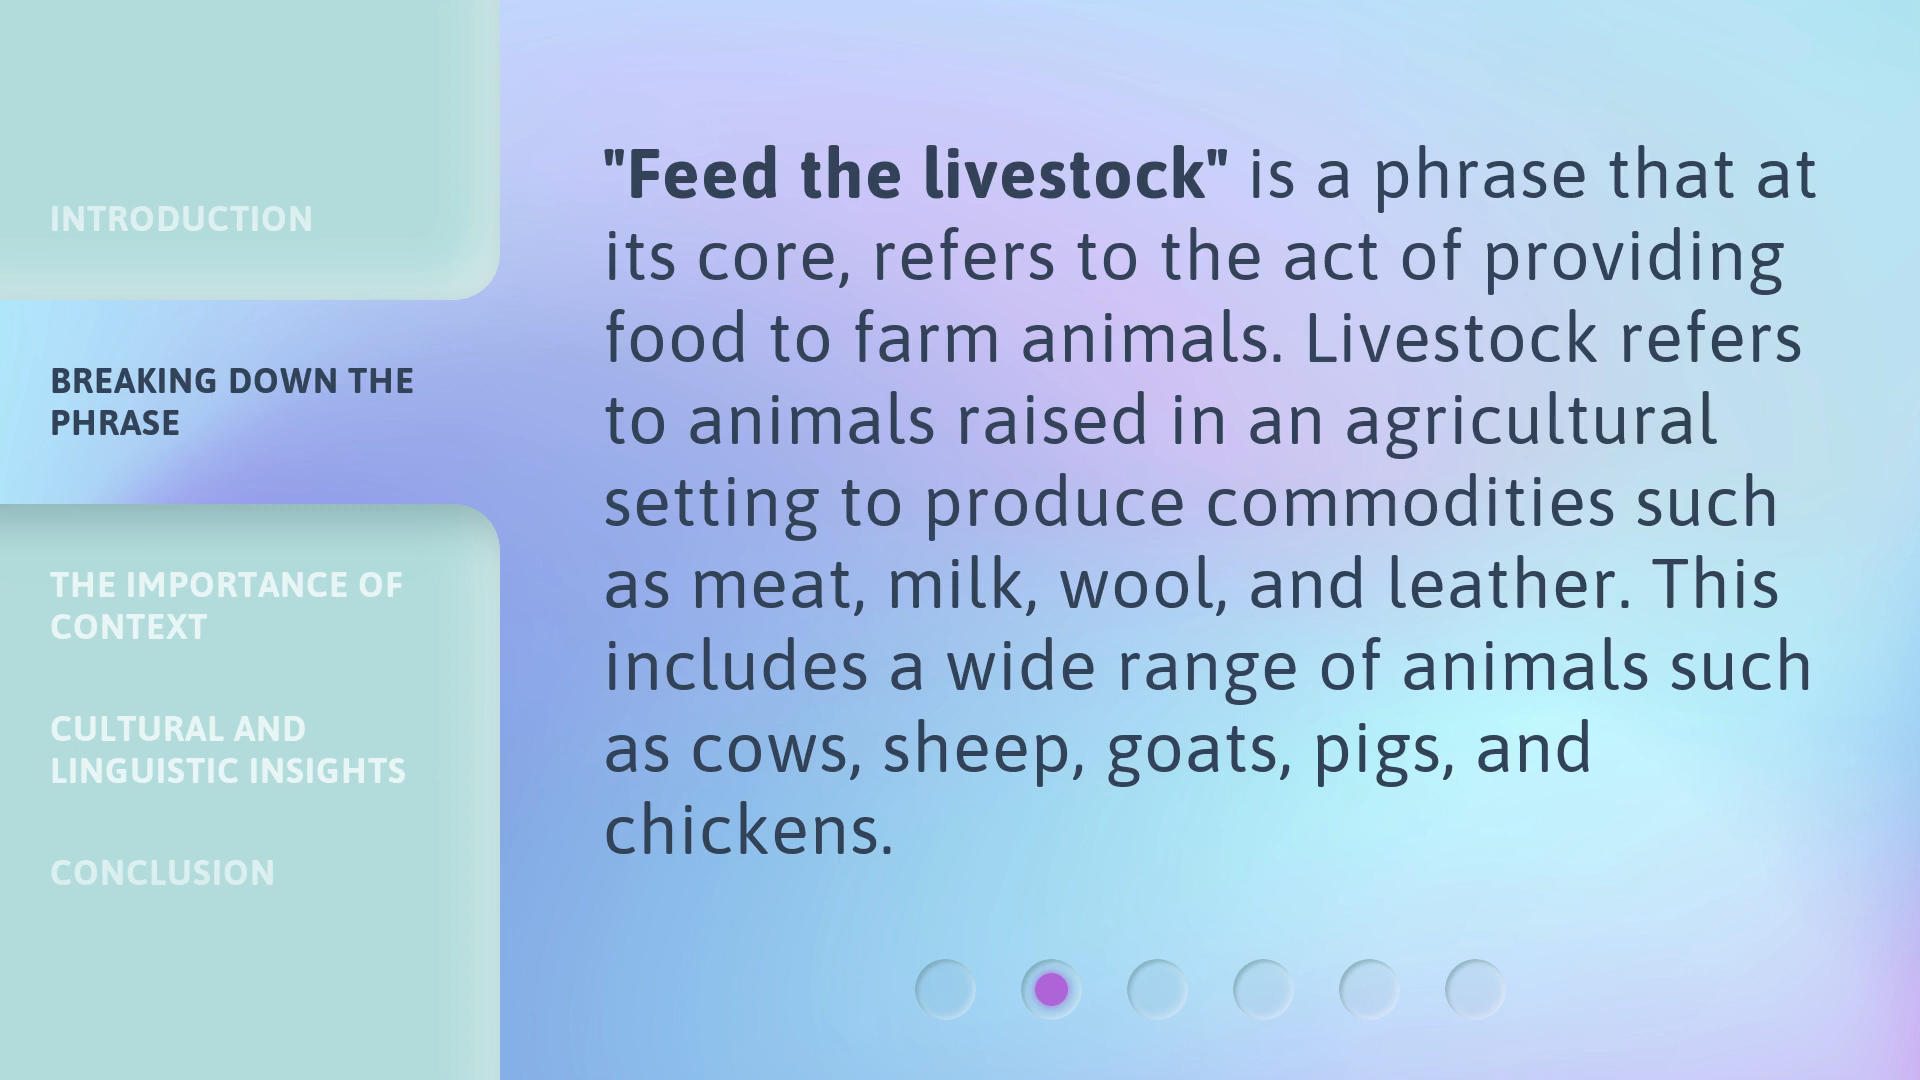 INTRODUCTION
BREAKING DOWN THE
PHRASE
THE IMPORTANCE OF
CONTEXT
CULTURAL AND
LINGUISTIC INSIGHTS
CONCLUSION
"Feed the livestock" is a phrase that at
its core, refers to the act of providing
food to farm animals. Livestock refers
to animals raised in an agricultural
setting to produce commodities such
as meat, milk, wool, and leather. This
includes a wide range of animals such
as cows, sheep, goats, pigs, and
chickens.